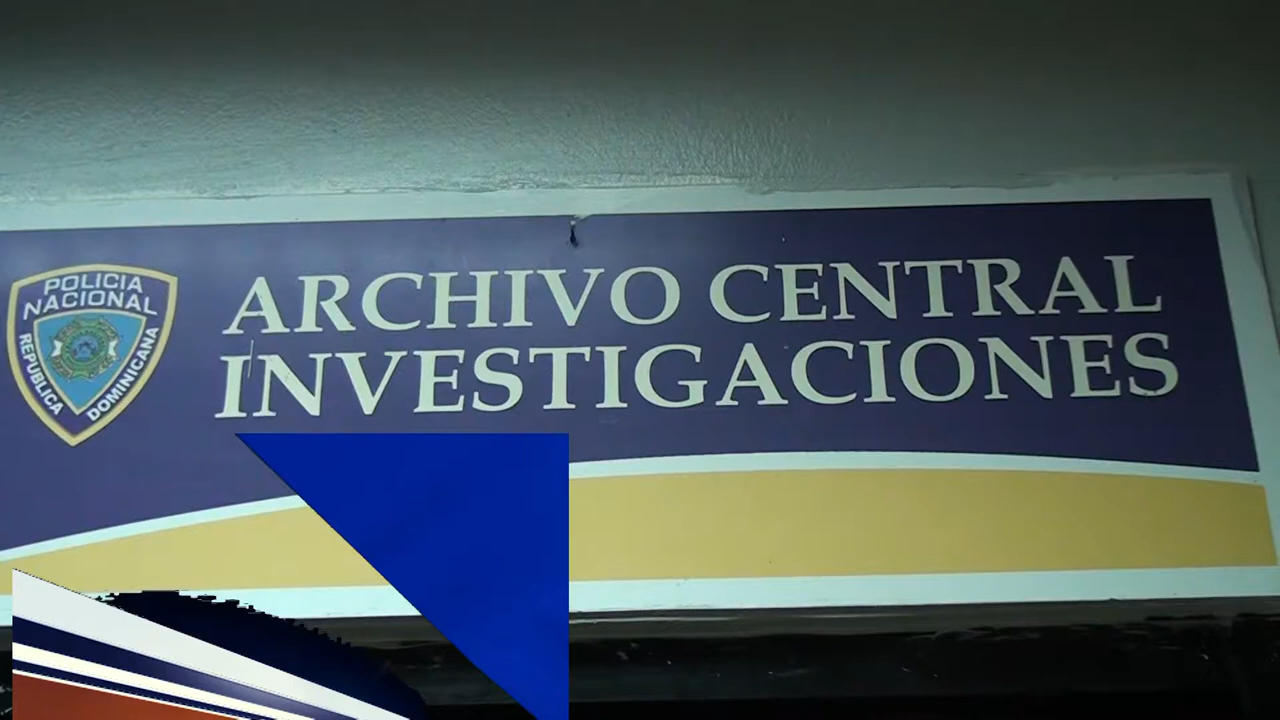 POLICIA
NACIONAL
REPUBLICA
DOMINICANA
ARCHIVO CENTRAL
INVESTIGACIONES